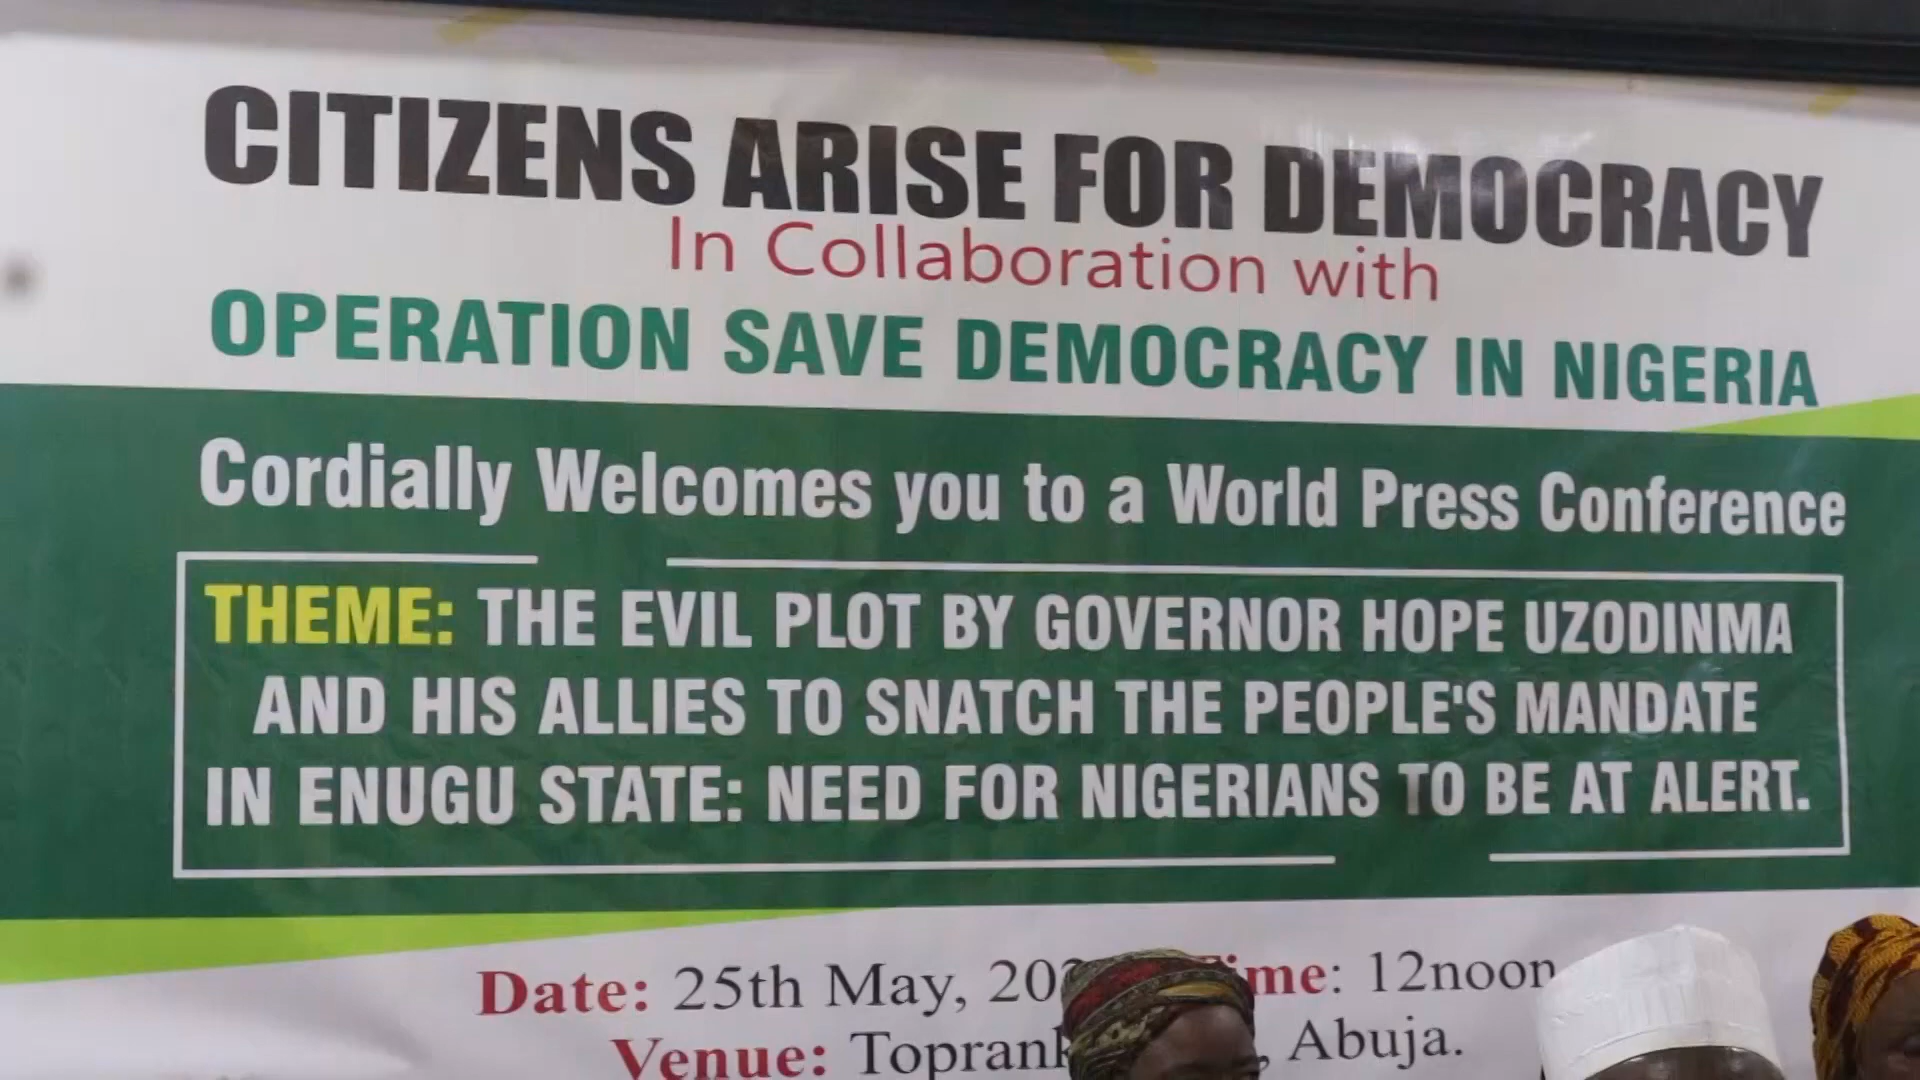 CITIZENS ARISE FOR DEMOCRACY
In Collaboration with
OPERATION SAVE DEMOCRACY IN NIGERIA
Cordially Welcomes you to a World Press Conference
THEME: THE EVIL PLOT BY GOVERNOR HOPE UZODINMA
AND HIS ALLIES TO SNATCH THE PEOPLE'S MANDATE
IN ENUGU STATE: NEED FOR NIGERIANS TO BE AT ALERT.
Date: 25th May, 12noon
Venue: Abuja.